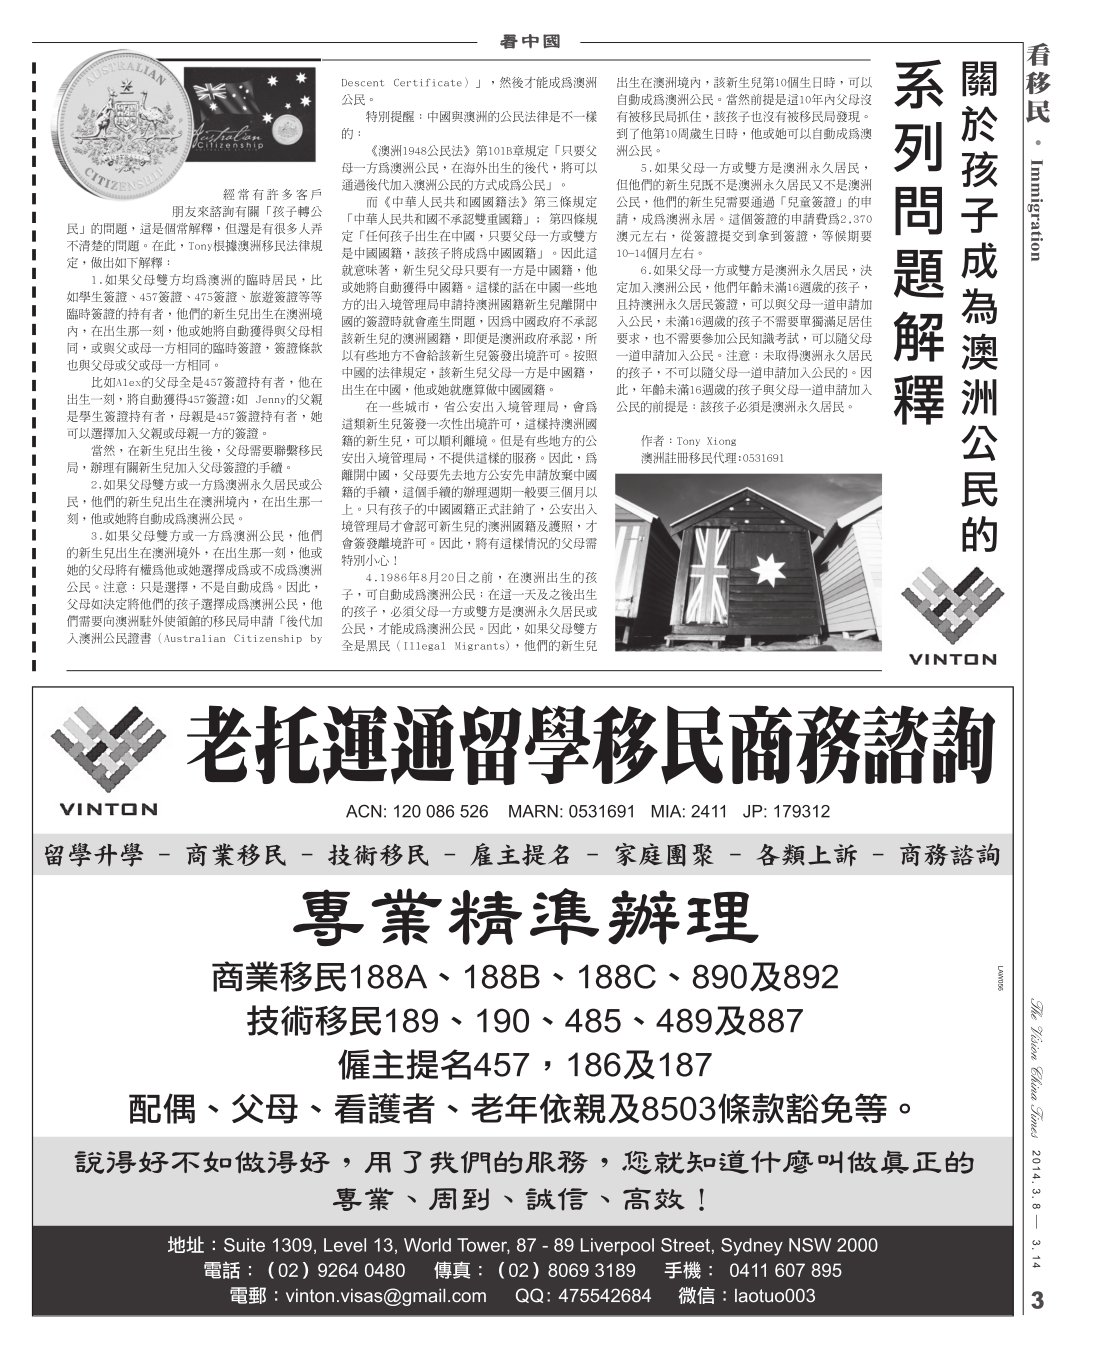 看中國
看移民 · Immigration
關於孩子成為澳洲公民的
系列問題解釋
AUSTRALIAN
CITIZENSHIP
Australian
Citizenship
經常有許多客戶
朋友來諮詢有關「孩子轉公
民」的問題，這是個常解釋，但還是有很多人弄
不清楚的問題。在此，Tony根據澳洲移民法律規
定，做出如下解釋：
1.如果父母雙方均爲澳洲的臨時居民，比
如學生簽證、457簽證、475簽證、旅遊簽證等等
臨時簽證的持有者，他們的新生兒出生在澳洲境
內，在出生那一刻，他或她將自動獲得與父母相
同，或與父或母一方相同的臨時簽證，簽證條款
也與父母或父或母一方相同。
比如Alex的父母全是457簽證持有者，他在
出生一刻，將自動獲得457簽證;如 Jenny的父親
是學生簽證持有者，母親是457簽證持有者，她
可以選擇加入父親或母親一方的簽證。
當然，在新生兒出生後，父母需要聯繫移民
局，辦理有關新生兒加入父母簽證的手續。
2.如果父母雙方或一方爲澳洲永久居民或公
民，他們的新生兒出生在澳洲境內，在出生那一
刻，他或她將自動成爲澳洲公民。
3.如果父母雙方或一方爲澳洲公民，他們
的新生兒出生在澳洲境外，在出生那一刻，他或
她的父母將有權爲他或她選擇成爲或不成爲澳洲
公民。注意：只是選擇，不是自動成爲。因此，
父母如決定將他們的孩子選擇成爲澳洲公民，他
們需要向澳洲駐外使領館的移民局申請「後代加
入澳洲公民證書（Australian Citizenship by
Descent Certificate）」，然後才能成爲澳洲
公民。
特別提醒：中國與澳洲的公民法律是不一樣
的：
《澳洲1948公民法》第101B章規定「只要父
母一方爲澳洲公民，在海外出生的後代，將可以
通過後代加入澳洲公民的方式成爲公民」。
而《中華人民共和國國籍法》第三條規定
「中華人民共和國不承認雙重國籍」；第四條規
定「任何孩子出生在中國，只要父母一方或雙方
是中國國籍，該孩子將成爲中國國籍」。因此這
就意味著，新生兒父母只要有一方是中國籍，他
或她將自動獲得中國籍。這樣的話在中國一些地
方的出入境管理局申請持澳洲國籍新生兒離開中
國的簽證時就會產生問題，因爲中國政府不承認
該新生兒的澳洲國籍，即便是澳洲政府承認，所
以有些地方不會給該新生兒簽發出境許可。按照
中國的法律規定，該新生兒父母一方是中國籍，
出生在中國，他或她就應算做中國國籍。
在一些城市，省公安出入境管理局，會爲
這類新生兒簽發一次性出境許可，這樣持澳洲國
籍的新生兒，可以順利離境。但是有些地方的公
安出入境管理局，不提供這樣的服務。因此，爲
離開中國，父母要先去地方公安先申請放棄中國
籍的手續，這個手續的辦理週期一般要三個月以
上。只有孩子的中國國籍正式註銷了，公安出入
境管理局才會認可新生兒的澳洲國籍及護照，才
會簽發離境許可。因此，將有這樣情況的父母需
特別小心！
4.1986年8月20日之前，在澳洲出生的孩
子，可自動成爲澳洲公民；在這一天及之後出生
的孩子，必須父母一方或雙方是澳洲永久居民或
公民，才能成爲澳洲公民。因此，如果父母雙方
全是黑民（Illegal Migrants)，他們的新生兒
出生在澳洲境內，該新生兒第10個生日時，可以
自動成爲澳洲公民。當然前提是這10年內父母沒
有被移民局抓住，該孩子也沒有被移民局發現。
到了他第10周歲生日時，他或她可以自動成爲澳
洲公民。
5.如果父母一方或雙方是澳洲永久居民，
但他們的新生兒既不是澳洲永久居民又不是澳洲
公民，他們的新生兒需要通過「兒童簽證」的申
請，成爲澳洲永居。這個簽證的申請費爲2,370
澳元左右，從簽證提交到拿到簽證，等候期要
10-14個月左右。
6.如果父母一方或雙方是澳洲永久居民，決
定加入澳洲公民，他們年齡未滿16週歲的孩子，
且持澳洲永久居民簽證，可以與父母一道申請加
入公民，未滿16週歲的孩子不需要單獨滿足居住
要求，也不需要參加公民知識考試，可以隨父母
一道申請加入公民。注意：未取得澳洲永久居民
的孩子，不可以隨父母一道申請加入公民的。因
此，年齡未滿16週歲的孩子與父母一道申請加入
公民的前提是：該孩子必須是澳洲永久居民。
作者：Tony Xiong
澳洲註冊移民代理:0531691
VINTON
VINTON
老托運通留學移民商務諮詢
ACN: 120 086 526 MARN: 0531691 MIA: 2411 JP: 179312
留學升學 - 商業移民 - 技術移民 - 雇主提名 - 家庭團聚 - 各類上訴 - 商務諮詢
專業精準辦理
商業移民188A、188B、188C、890及892
技術移民189、190、485、489及887
僱主提名457，186及187
配偶、父母、看護者、老年依親及8503條款豁免等。
LAW056
說得好不如做得好，用了我們的服務，您就知道什麼叫做真正的
專業、周到、誠信、高效！
地址：Suite 1309, Level 13, World Tower, 87 - 89 Liverpool Street, Sydney NSW 2000
電話：（02）9264 0480 傳真：（02）8069 3189 手機： 0411 607 895
電郵：vinton.visas@gmail.com QQ: 475542684 微信：laotuo003
The Vision China Times 2014. 3. 8 — 3. 14
3